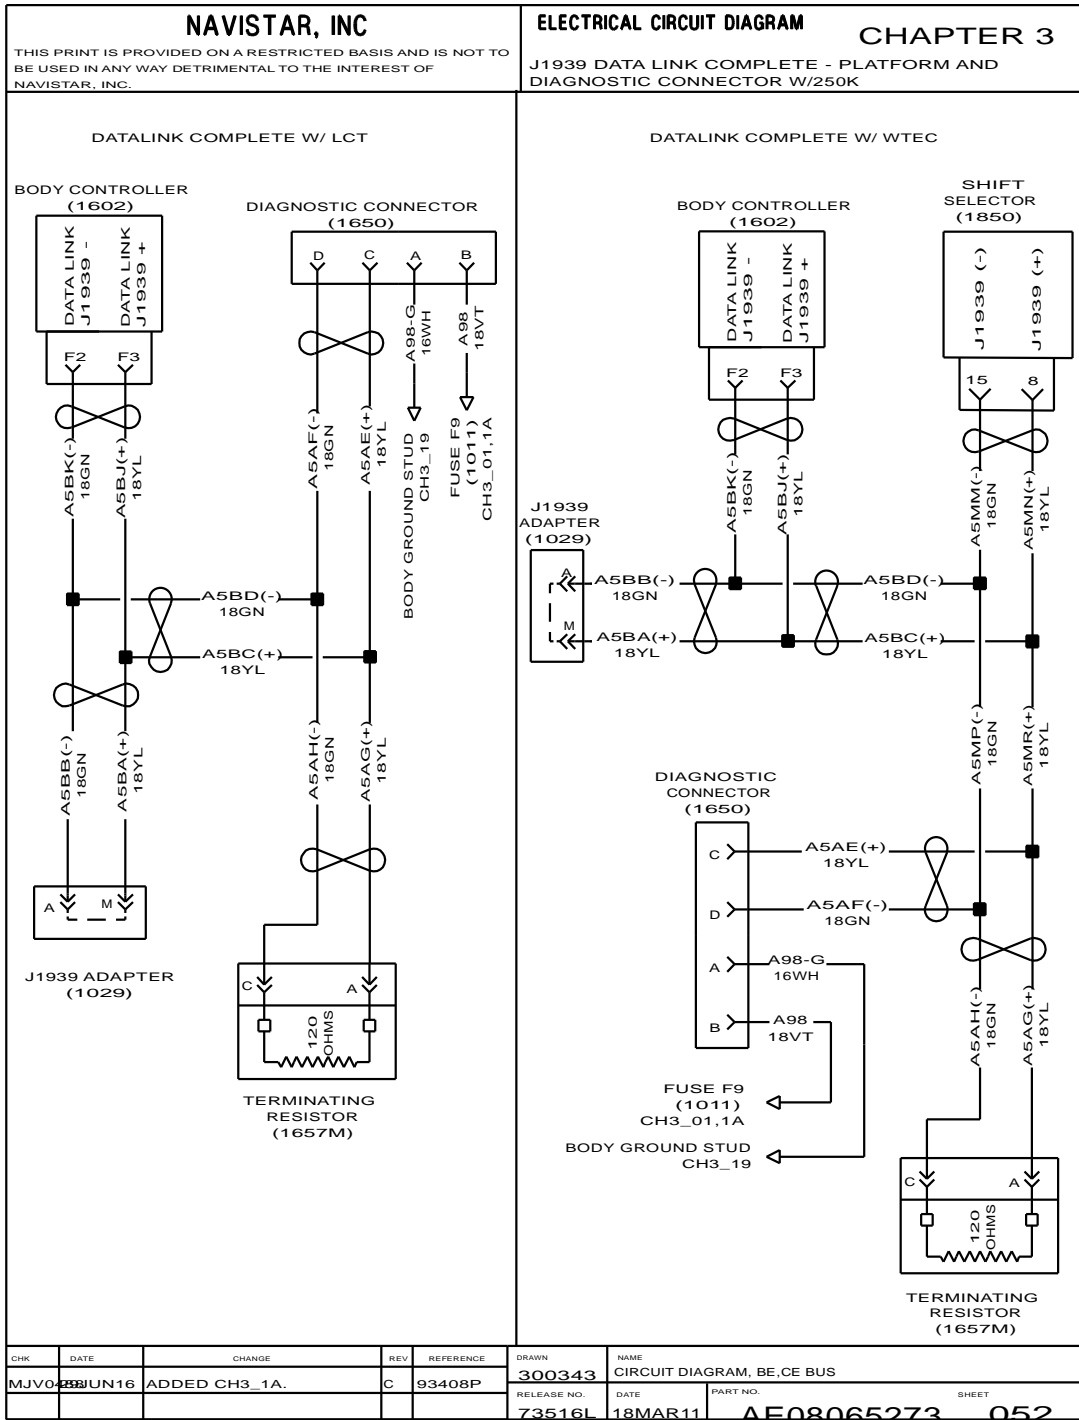 NAVISTAR, INC
THIS PRINT IS PROVIDED ON A RESTRICTED BASIS AND IS NOT TO
BE USED IN ANY WAY DETRIMENTAL TO THE INTEREST OF
NAVISTAR, INC.
ELECTRICAL CIRCUIT DIAGRAM
CHAPTER 3
J1939 DATA LINK COMPLETE - PLATFORM AND
DIAGNOSTIC CONNECTOR W/250K
DATALINK COMPLETE W/ LCT
BODY CONTROLLER
(1602)
DATA LINK
J1939 -
DATA LINK
J1939 +
F2
F3
DIAGNOSTIC CONNECTOR
(1650)
D
C
A
B
A98-G
16WH
A98
18VT
BODY GROUND STUD
CH3_19
FUSE F9
(1011)
CH3_01,1A
A5BK(-)
18GN
A5BJ(+)
18YL
A5AF(-)
18GN
A5AE(+)
18YL
A5BD(-)
18GN
A5BC(+)
18YL
A5BB(-)
18GN
A5BA(+)
18YL
A5AH(-)
18GN
A5AG(+)
18YL
A
M
J1939 ADAPTER
(1029)
C
A
120
OHMS
TERMINATING
RESISTOR
(1657M)
DATALINK COMPLETE W/ WTEC
BODY CONTROLLER
(1602)
DATA LINK
J1939 -
DATA LINK
J1939 +
F2
F3
SHIFT
SELECTOR
(1850)
J1939 (-)
J1939 (+)
15
8
A5BK(-)
18GN
A5BJ(+)
18YL
A5MM(-)
18GN
A5MN(+)
18YL
J1939
ADAPTER
(1029)
A
M
A5BB(-)
18GN
A5BA(+)
18YL
A5BD(-)
18GN
A5BC(+)
18YL
A5MP(-)
18GN
A5MR(+)
18YL
DIAGNOSTIC
CONNECTOR
(1650)
C
D
A
B
A5AE(+)
18YL
A5AF(-)
18GN
A98-G
16WH
A98
18VT
FUSE F9
(1011)
CH3_01,1A
BODY GROUND STUD
CH3_19
A5AH(-)
18GN
A5AG(+)
18YL
C
A
120
OHMS
TERMINATING
RESISTOR
(1657M)
CHK DATE CHANGE REV REFERENCE
JUN16 ADDED CH3_1A. C 93408P
DRAWN
300343
NAME
CIRCUIT DIAGRAM, BE,CE BUS
RELEASE NO.
73516L
DATE
18MAR11
PART NO.
AE08065273
SHEET
052